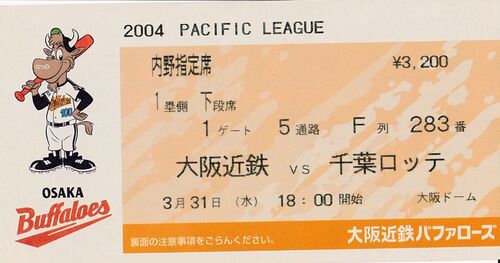 2004 PACIFIC LEAGUE
内野指定席 ¥3,200
1塁側 下段席
1ゲート 5通路 F列 283番
大阪近鉄 VS 千葉ロッテ
3月31日 (水) 18:00開始 大阪ドーム
100
OSAKA
Buffaloes
裏面の注意事項をごらんください。
大阪近鉄バファローズ